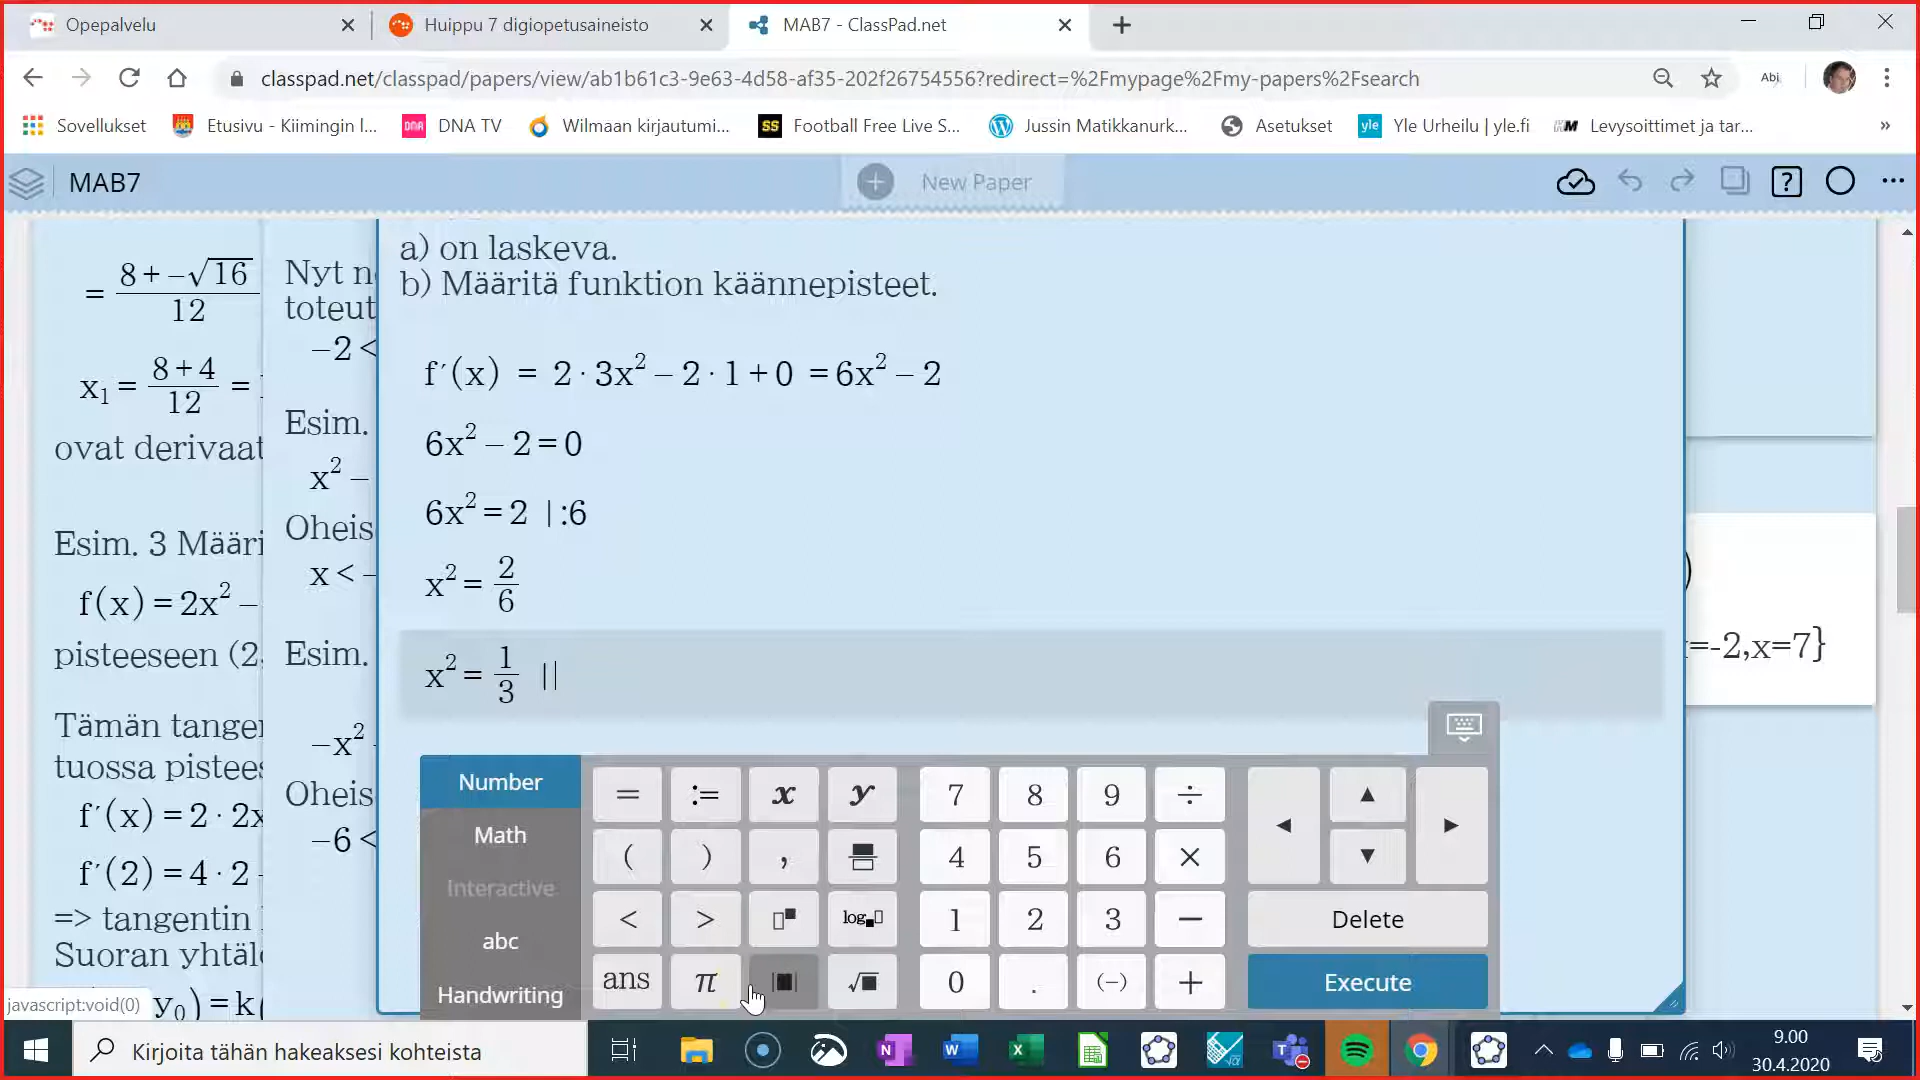 Opepalvelu
Huippu 7 digiopetusaineisto
MAB7 - ClassPad.net
classpad.net/classpad/papers/view/ab1b61c3-9e63-4d58-af35-202f26754556?redirect=%2Fmypage%2Fmy-papers%2Fsearch
Abi
Sovellukset
Etusivu - Kiimingin l...
DNA TV
Wilmaan kirjautumi...
Football Free Live S...
Jussin Matikkanurk...
Asetukset
Yle Urheilu | yle.fi
Levysoittimet ja tar...
MAB7
New Paper
= 8+−√16 / 12
x₁ = 8+4 / 12 =
ovat derivaat
Esim. 3 Määri
f(x) = 2x² −
pisteeseen (2
Tämän tanger
tuossa pistees
f´(x) = 2 · 2x
f´(2) = 4 · 2
=> tangentin
Suoran yhtäl
y₀) = k(
Nyt n
toteut
−2 <
Esim.
x² −
Oheis
x < −
Esim.
−x²
Oheis
−6 <
a) on laskeva.
b) Määritä funktion käännepisteet.
f´(x) = 2 · 3x² − 2 · 1 + 0 = 6x² − 2
6x² − 2 = 0
6x² = 2 |:6
x² = 2/6
x² = 1/3 ||
)
=-2,x=7}
Number
Math
Interactive
abc
Handwriting
= := x y 7 8 9 ÷
( ) , 4 5 6 ×
< > log 1 2 3 − Delete
ans π √ 0 . (−) + Execute
javascript:void(0)
Kirjoita tähän hakeaksesi kohteista
9.00
30.4.2020